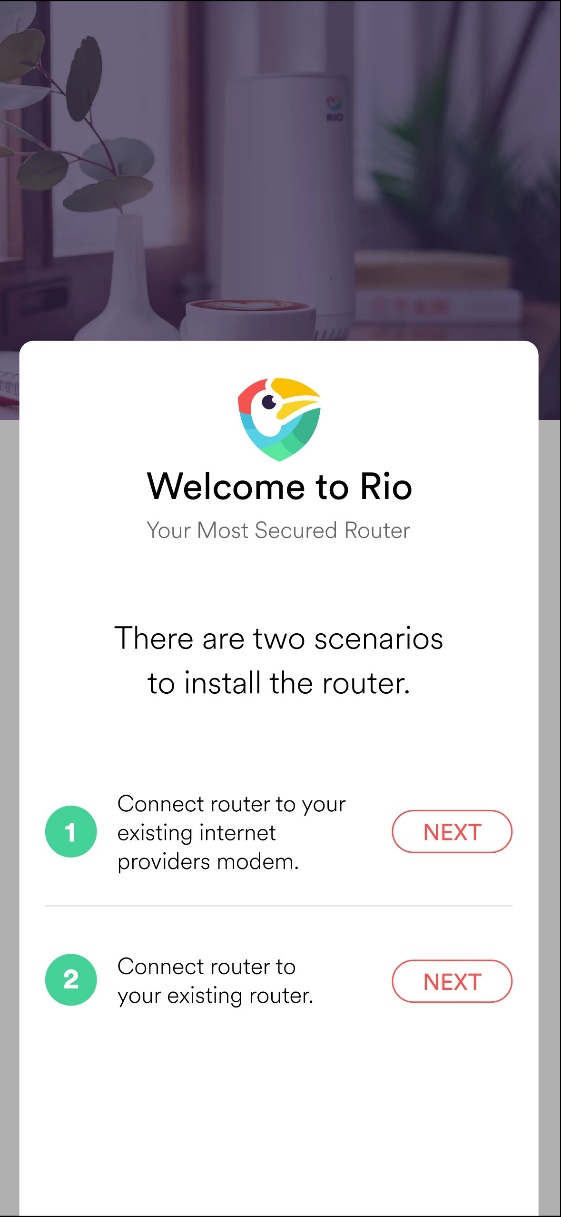 RIO
Welcome to Rio
Your Most Secured Router
There are two scenarios
to install the router.
1
Connect router to your
existing internet
providers modem.
NEXT
2
Connect router to
your existing router.
NEXT